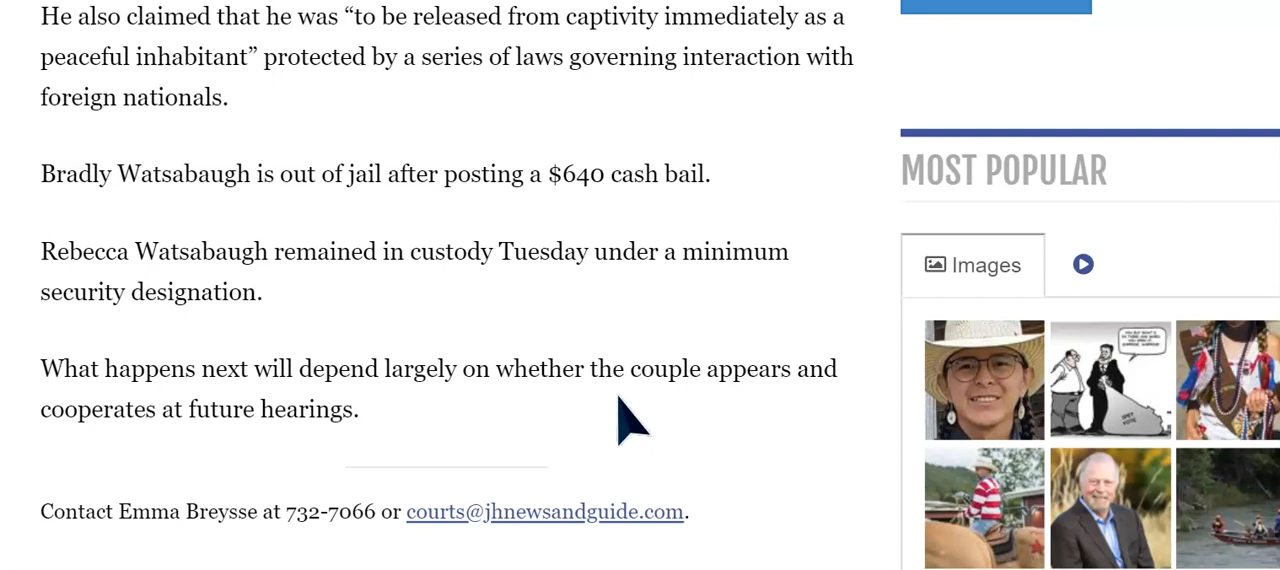 He also claimed that he was “to be released from captivity immediately as a
peaceful inhabitant” protected by a series of laws governing interaction with
foreign nationals.
Bradly Watsabaugh is out of jail after posting a $640 cash bail.
Rebecca Watsabaugh remained in custody Tuesday under a minimum
security designation.
What happens next will depend largely on whether the couple appears and
cooperates at future hearings.
Contact Emma Breysse at 732-7066 or courts@jhnewsandguide.com.
MOST POPULAR
Images